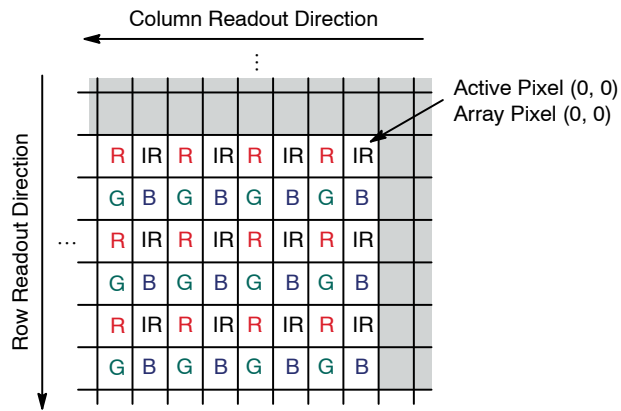 Column Readout Direction
...
Active Pixel (0, 0)
Array Pixel (0, 0)
Row Readout Direction
R IR R IR R IR R IR
G B G B G B G B
... R IR R IR R IR R IR
G B G B G B G B
R IR R IR R IR R IR
G B G B G B G B